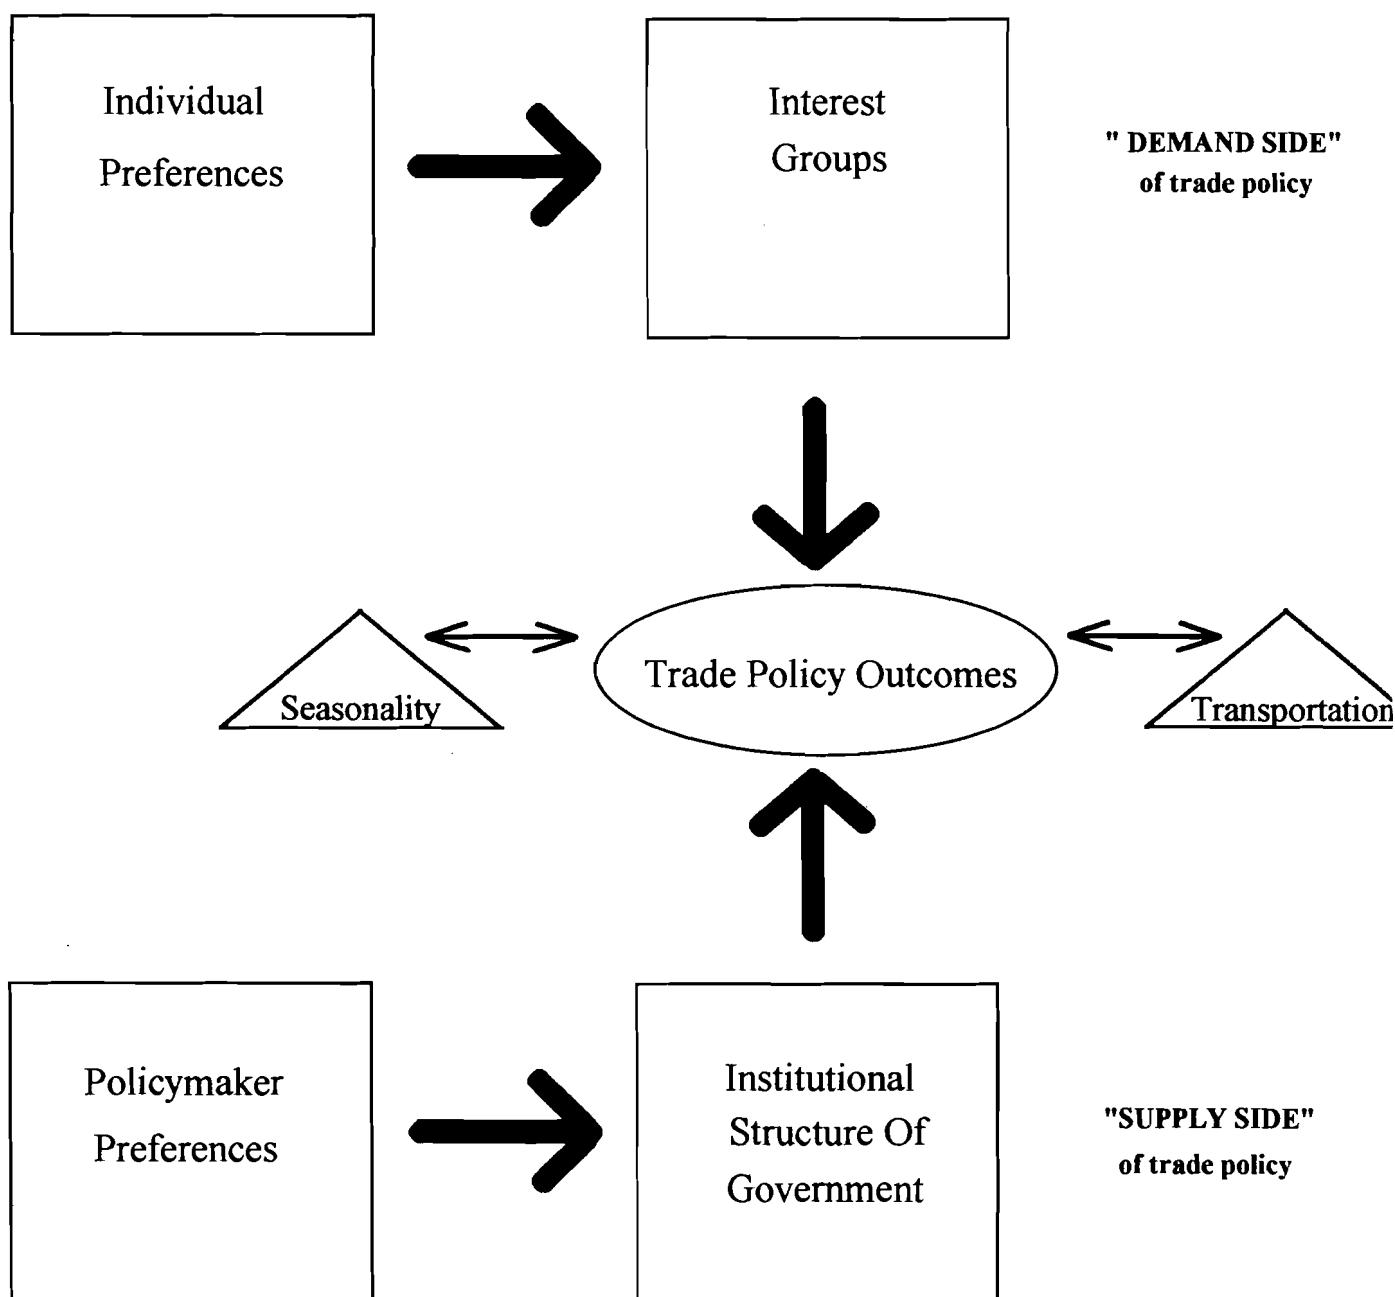 Individual
Preferences
Interest
Groups
" DEMAND SIDE"
of trade policy
Seasonality
Trade Policy Outcomes
Transportation
Policymaker
Preferences
Institutional
Structure Of
Government
"SUPPLY SIDE"
of trade policy